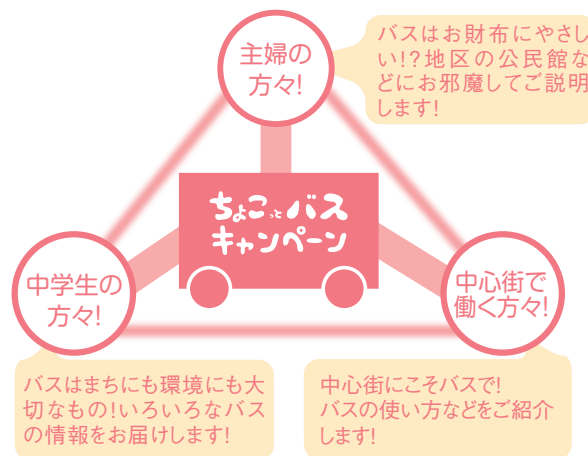 主婦の
方々!
バスはお財布にやさし
い!?地区の公民館な
どにお邪魔してご説明
します!
ちょこっとバス
キャンペーン
中学生の
方々!
中心街で
働く方々!
バスはまちにも環境にも大
切なもの!いろいろなバス
の情報をお届けします!
中心街にこそバスで!
バスの使い方などをご紹介
します!